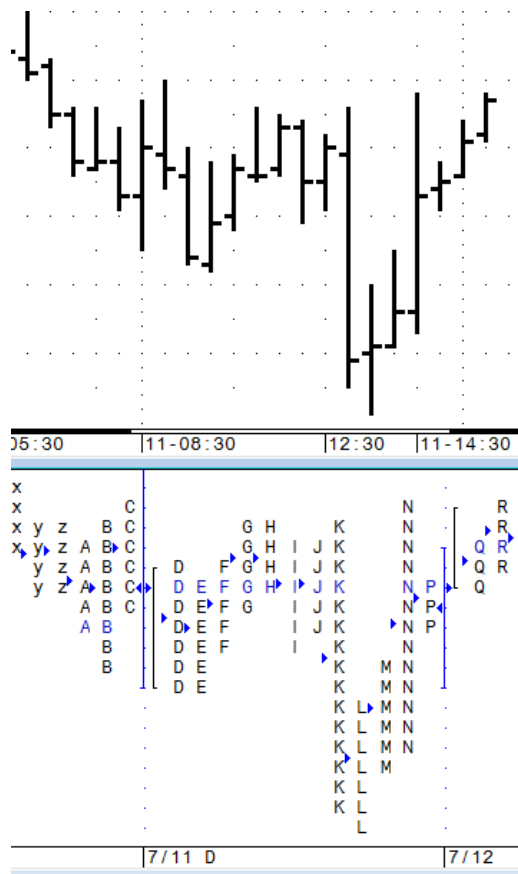 05:30 11-08:30 12:30 11-14:30
x
x C N R
x y z B C G H K N R
x y z A B C G H I J K N Q R
y z A B C D F G H I J K N Q R
y z A B C D E F G H I J K N P Q
A B C D E F G I J K N P
A B D E F I J K N P
B D E F I K N
B D E K M N
D E K M N
K L M N
K L M N
K L M N
K L M
K L
K L
L
7/11 D 7/12